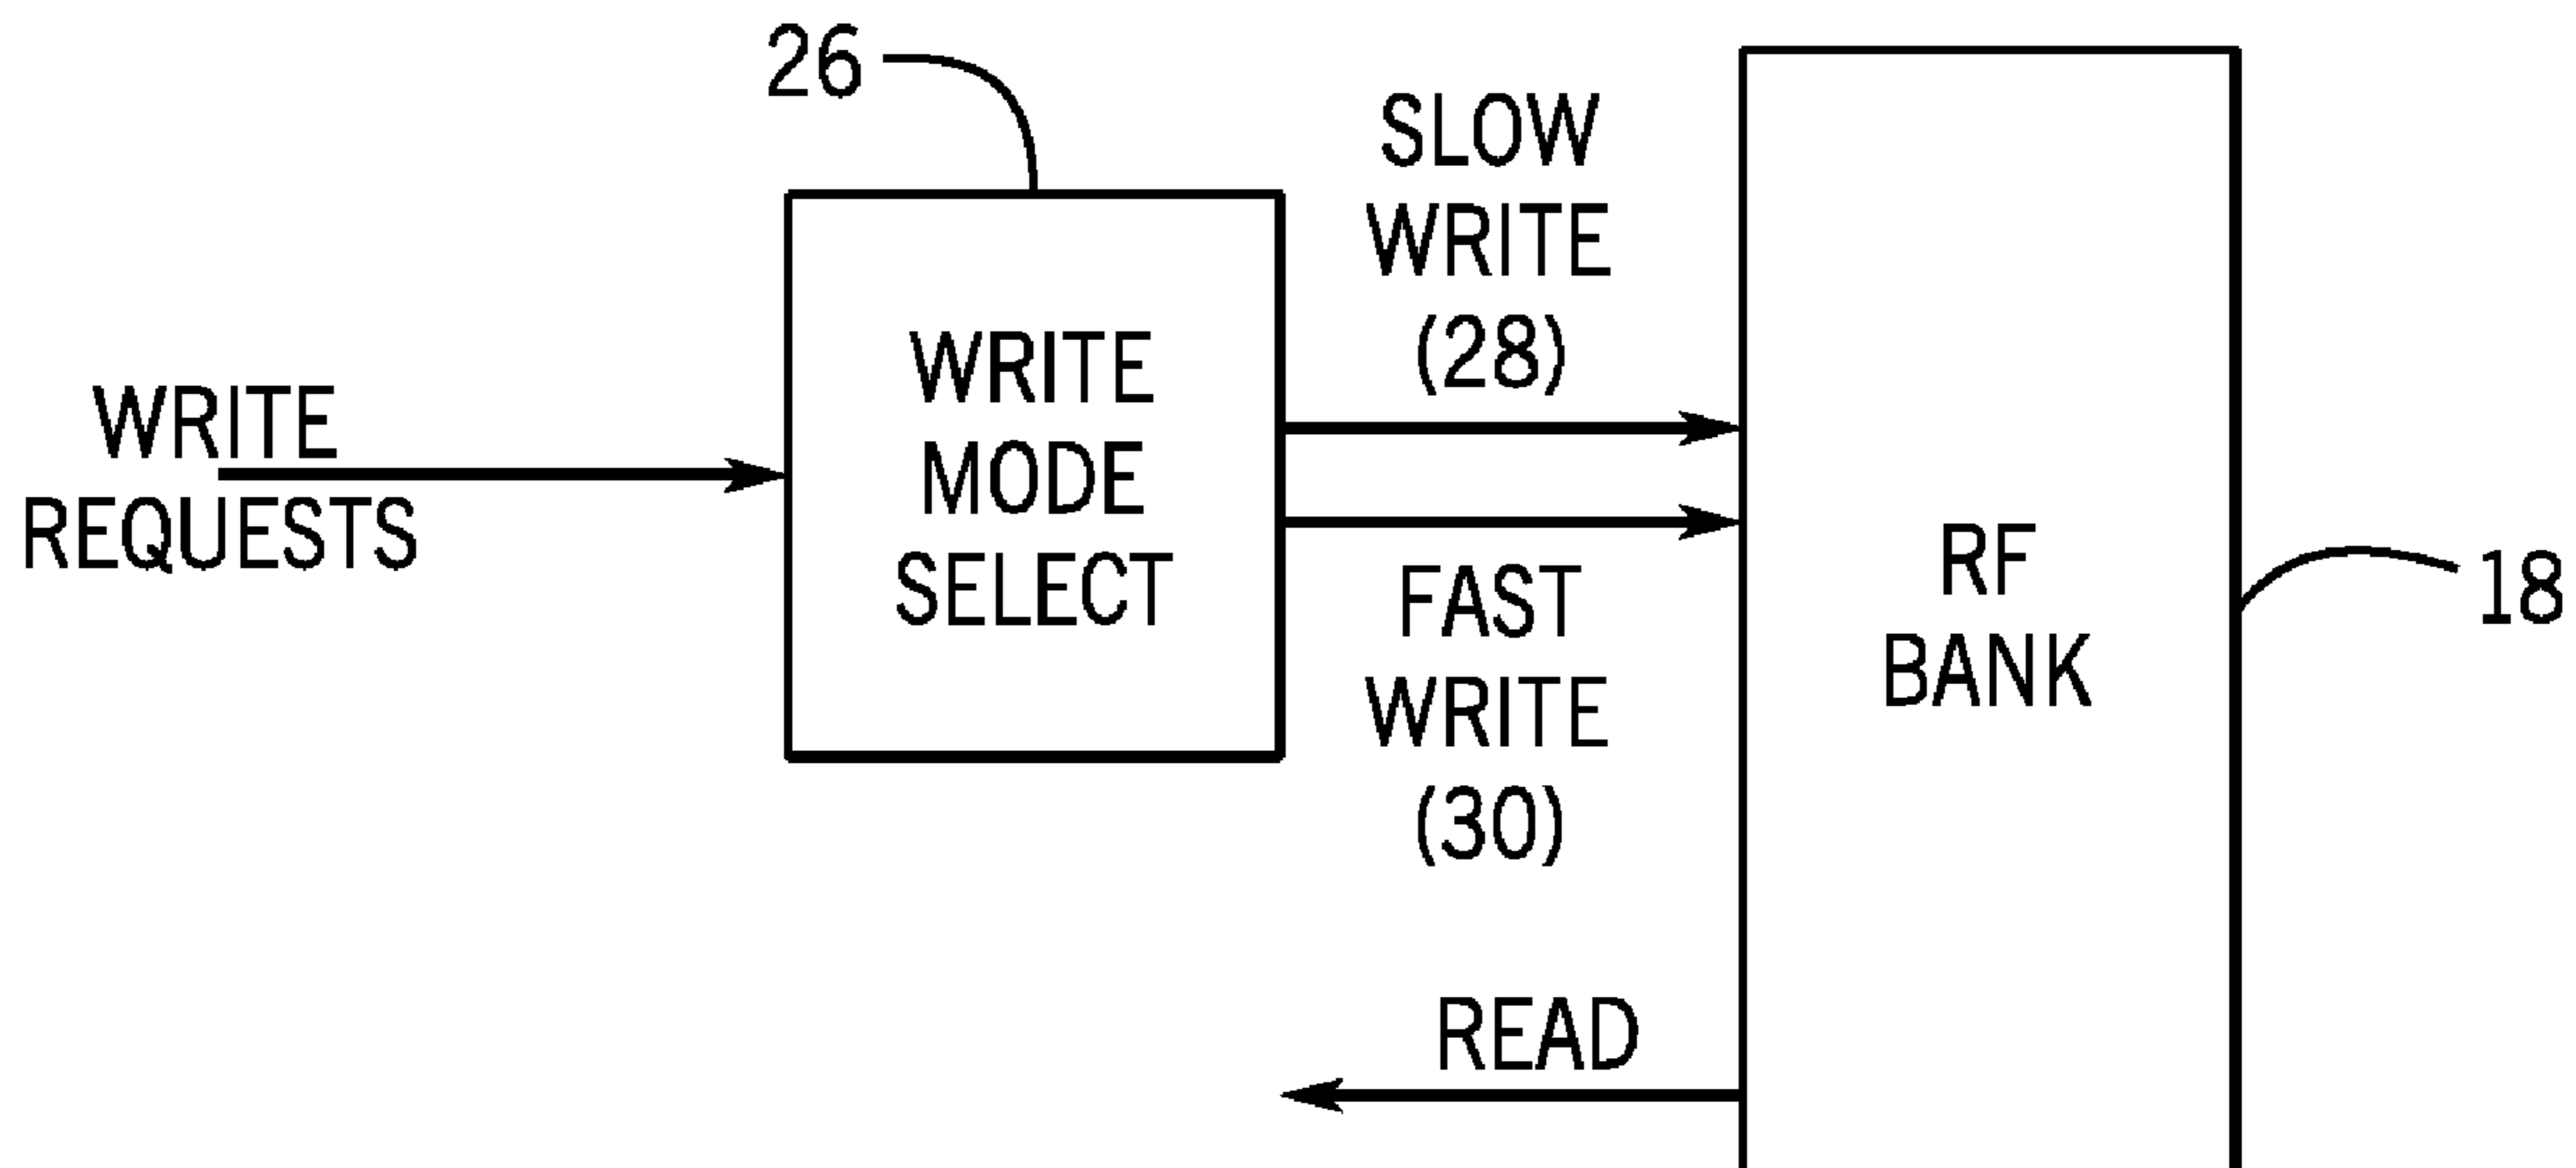 26
SLOW
WRITE
(28)
WRITE
REQUESTS
WRITE
MODE
SELECT
FAST
WRITE
(30)
RF
BANK
18
READ